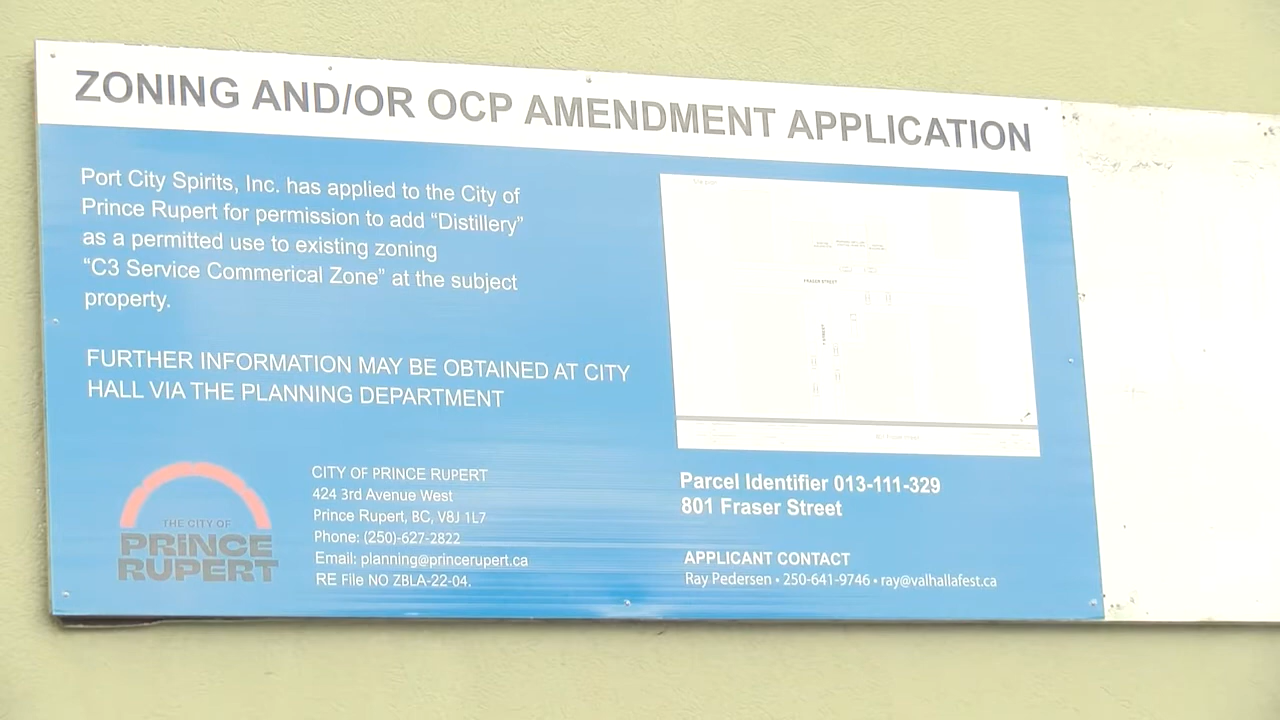 ZONING AND/OR OCP AMENDMENT APPLICATION
Port City Spirits, Inc. has applied to the City of
Prince Rupert for permission to add “Distillery”
as a permitted use to existing zoning
“C3 Service Commerical Zone” at the subject
property.
FURTHER INFORMATION MAY BE OBTAINED AT CITY
HALL VIA THE PLANNING DEPARTMENT
THE CITY OF
PRINCE
RUPERT
CITY OF PRINCE RUPERT
424 3rd Avenue West
Prince Rupert, BC, V8J 1L7
Phone: (250)-627-2822
Email: planning@princerupert.ca
RE File NO ZBLA-22-04.
FRASER STREET
Parcel Identifier 013-111-329
801 Fraser Street
APPLICANT CONTACT
Ray Pedersen • 250-641-9746 • ray@valhallafest.ca